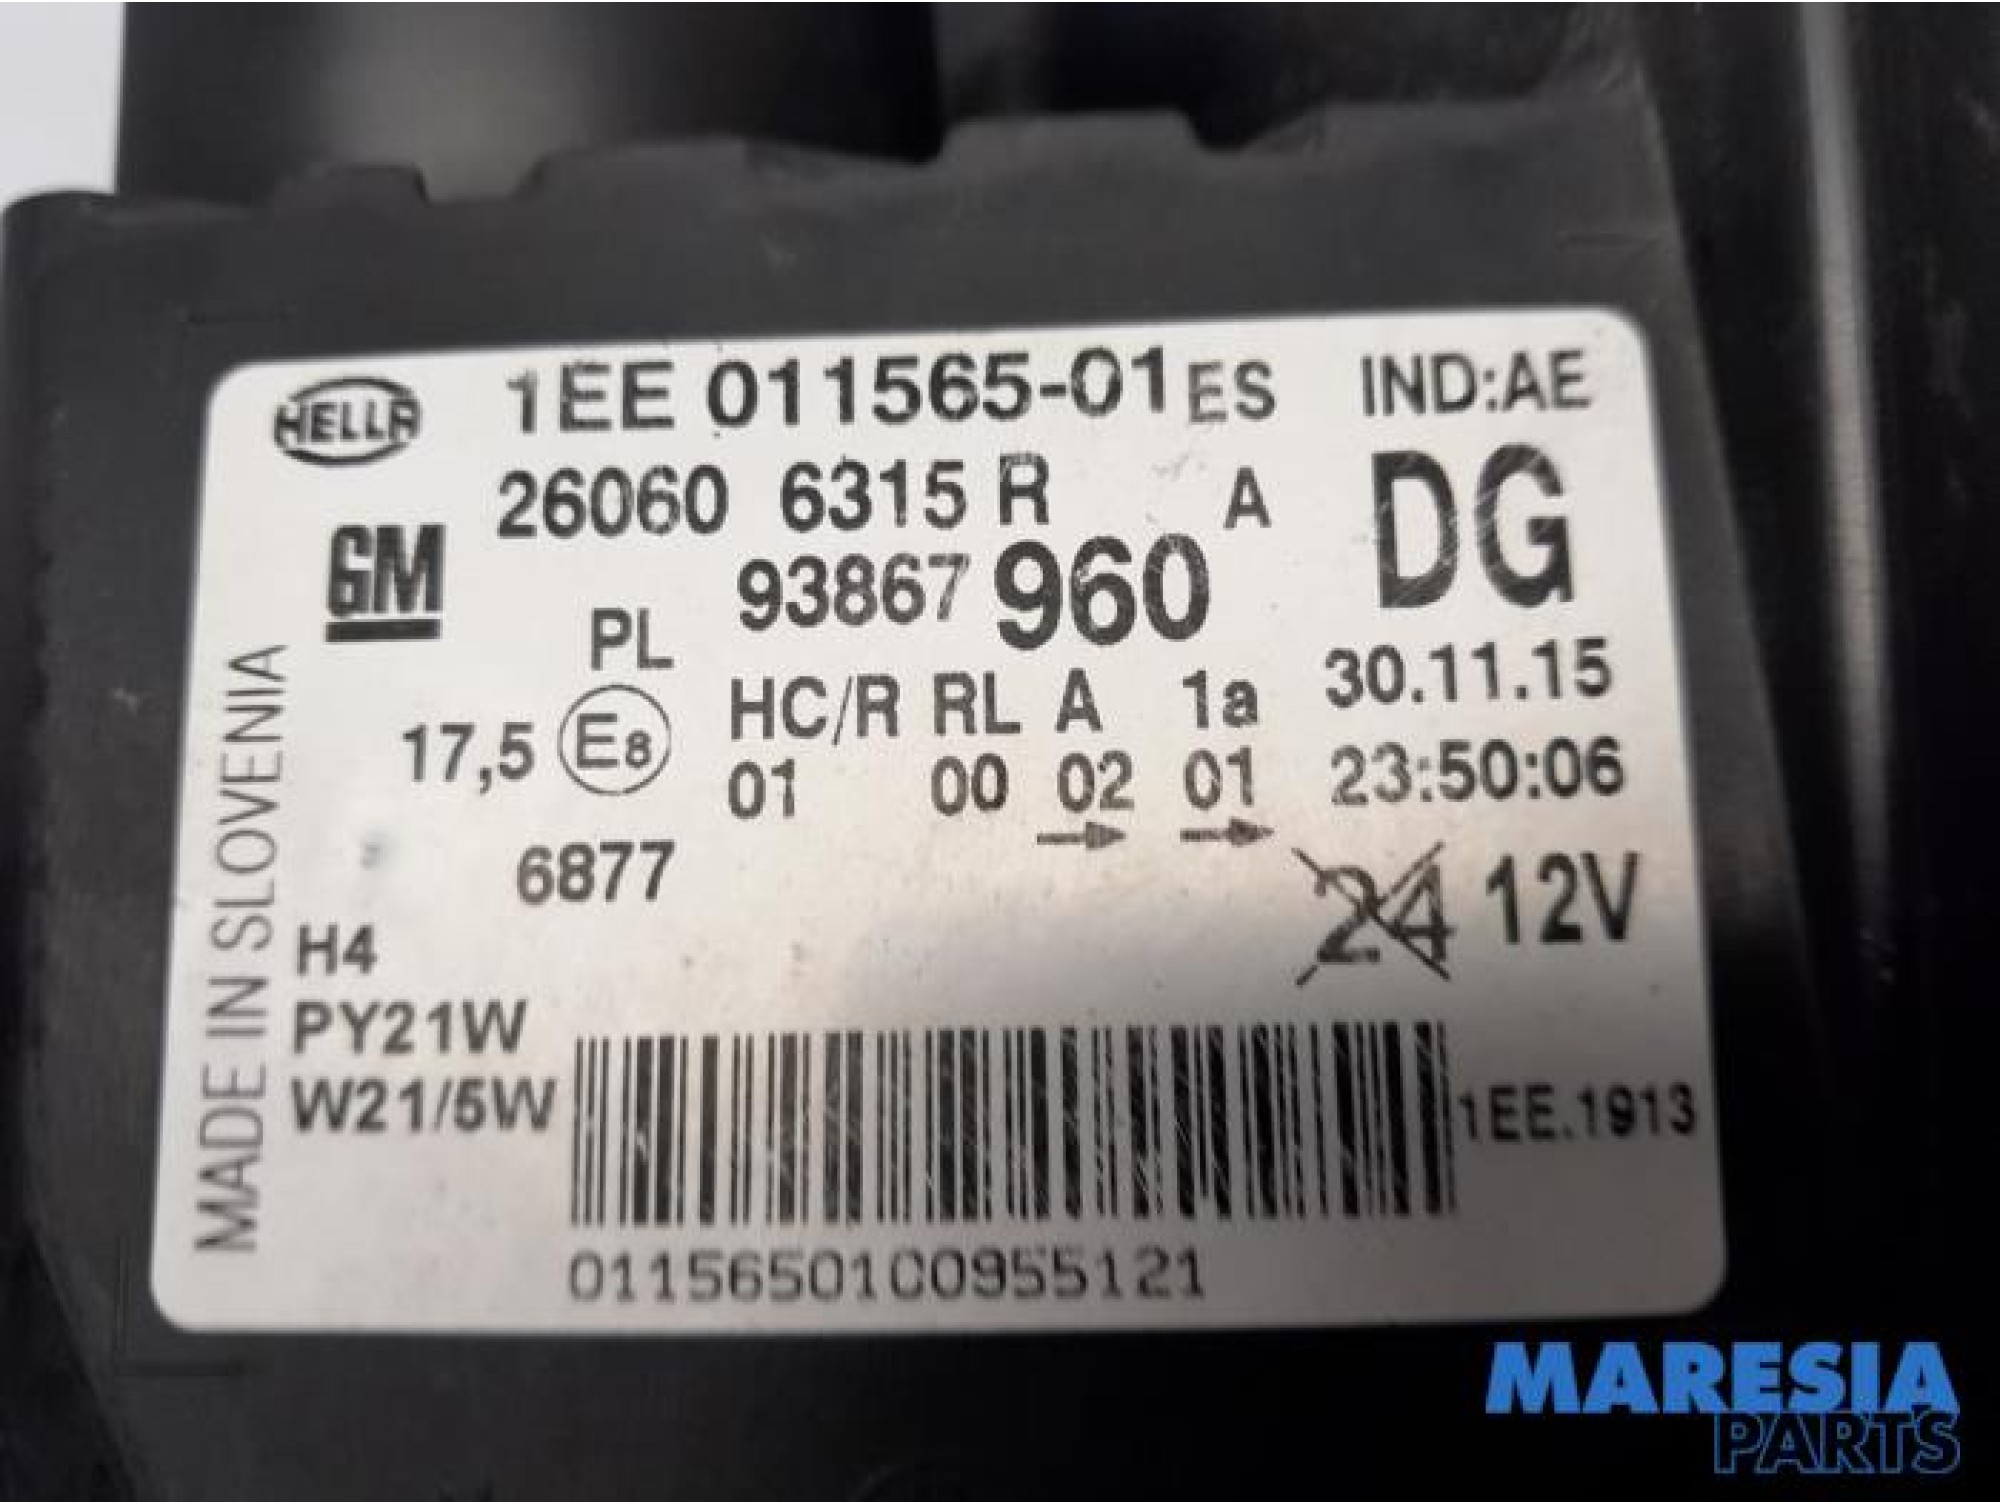 HELLA 1EE 011565-01 ES IND:AE
26060 6315 R A DG
GM 93867 960
PL
30.11.15
17,5 E8 HC/R RL A 1a
01 00 02 01 23:50:06
6877
24 12V
MADE IN SLOVENIA
H4
PY21W
W21/5W
1EE.1913
01156501C0955121
MARESIA
PARTS